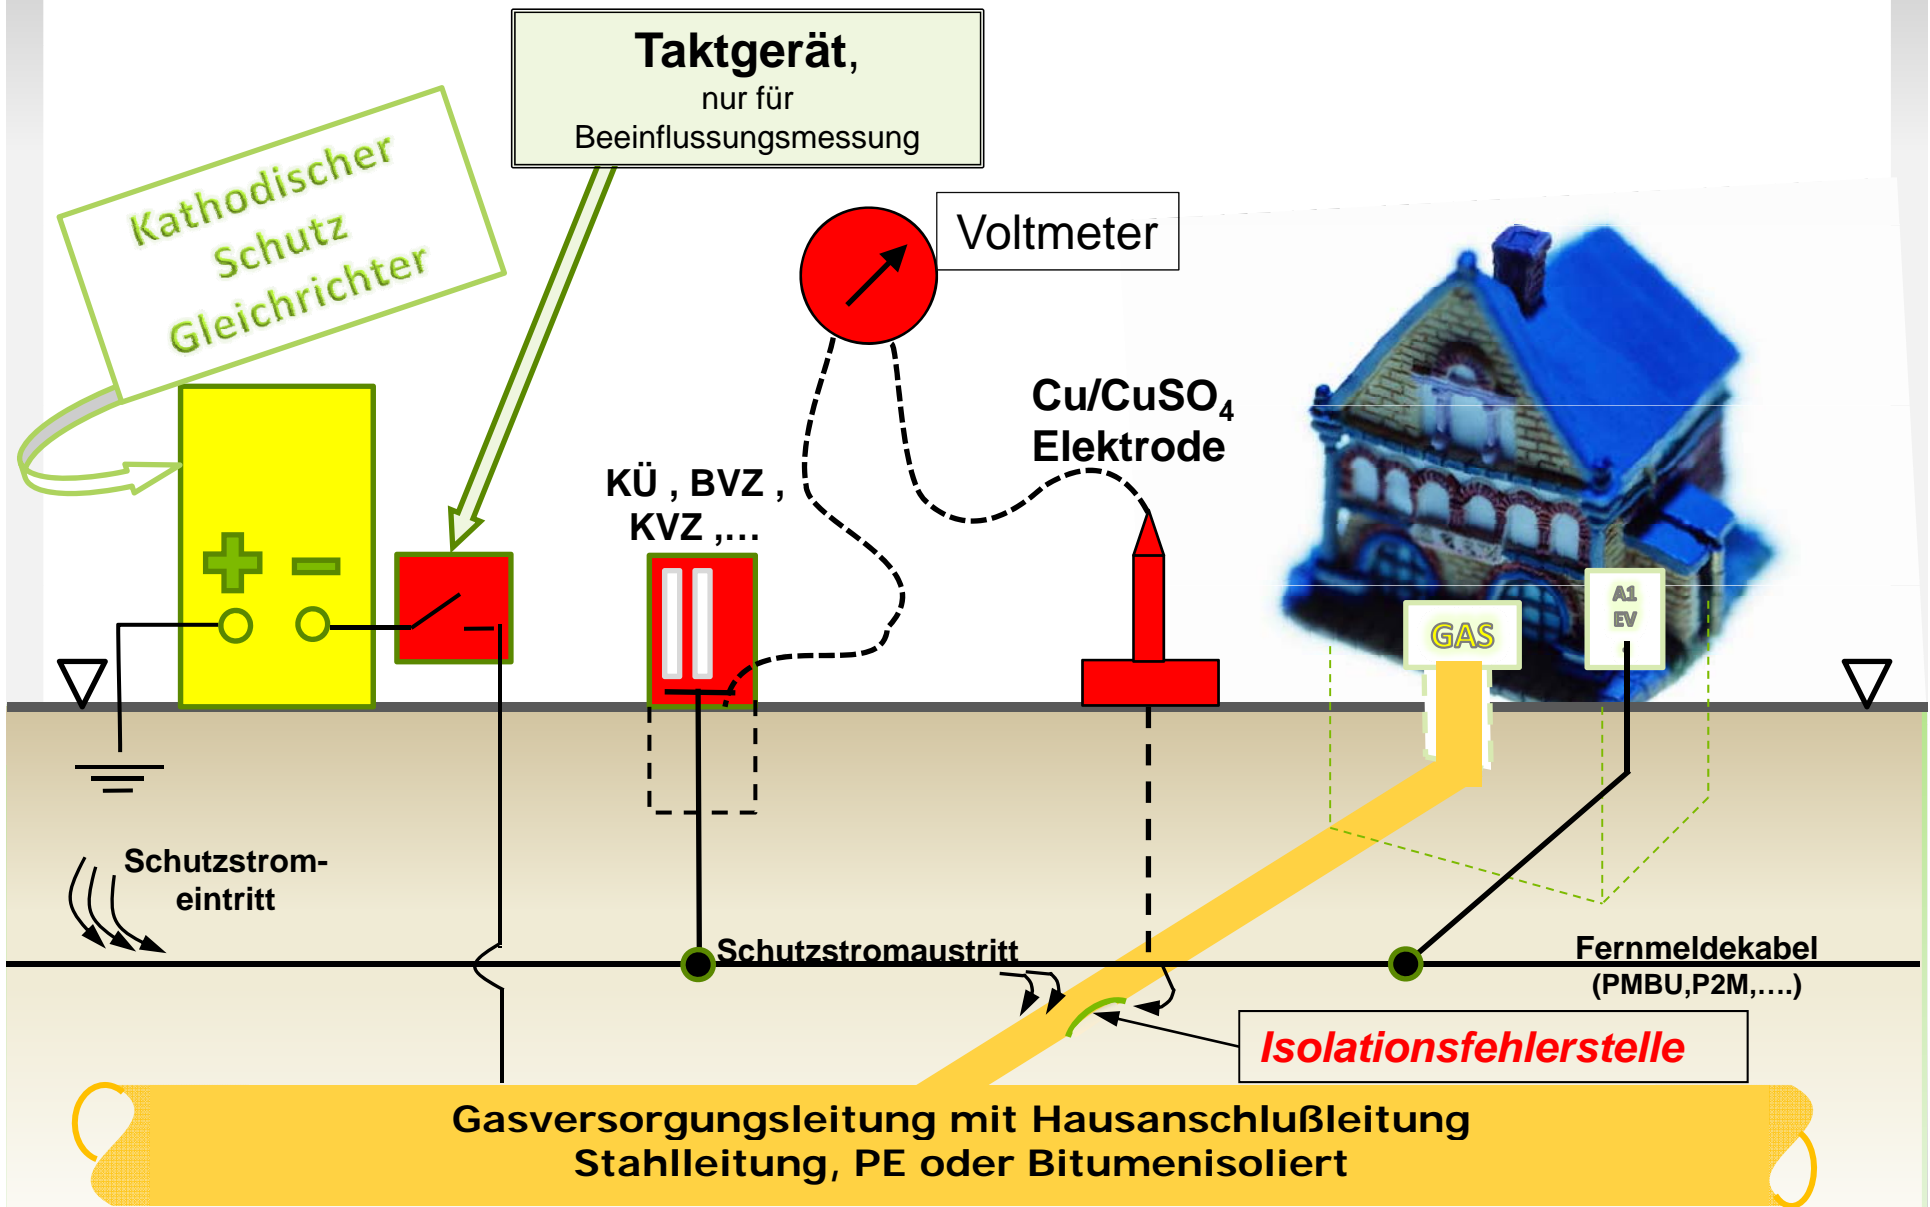 Taktgerät,
nur für
Beeinflussungsmessung
Kathodischer
Schutz
Gleichrichter
Voltmeter
Cu/CuSO₄
Elektrode
KÜ , BVZ ,
KVZ ,...
A1
EV
GAS
Schutzstrom-
eintritt
Schutzstromaustritt
Fernmeldekabel
(PMBU,P2M,....)
Isolationsfehlerstelle
Gasversorgungsleitung mit Hausanschlußleitung
Stahlleitung, PE oder Bitumenisoliert